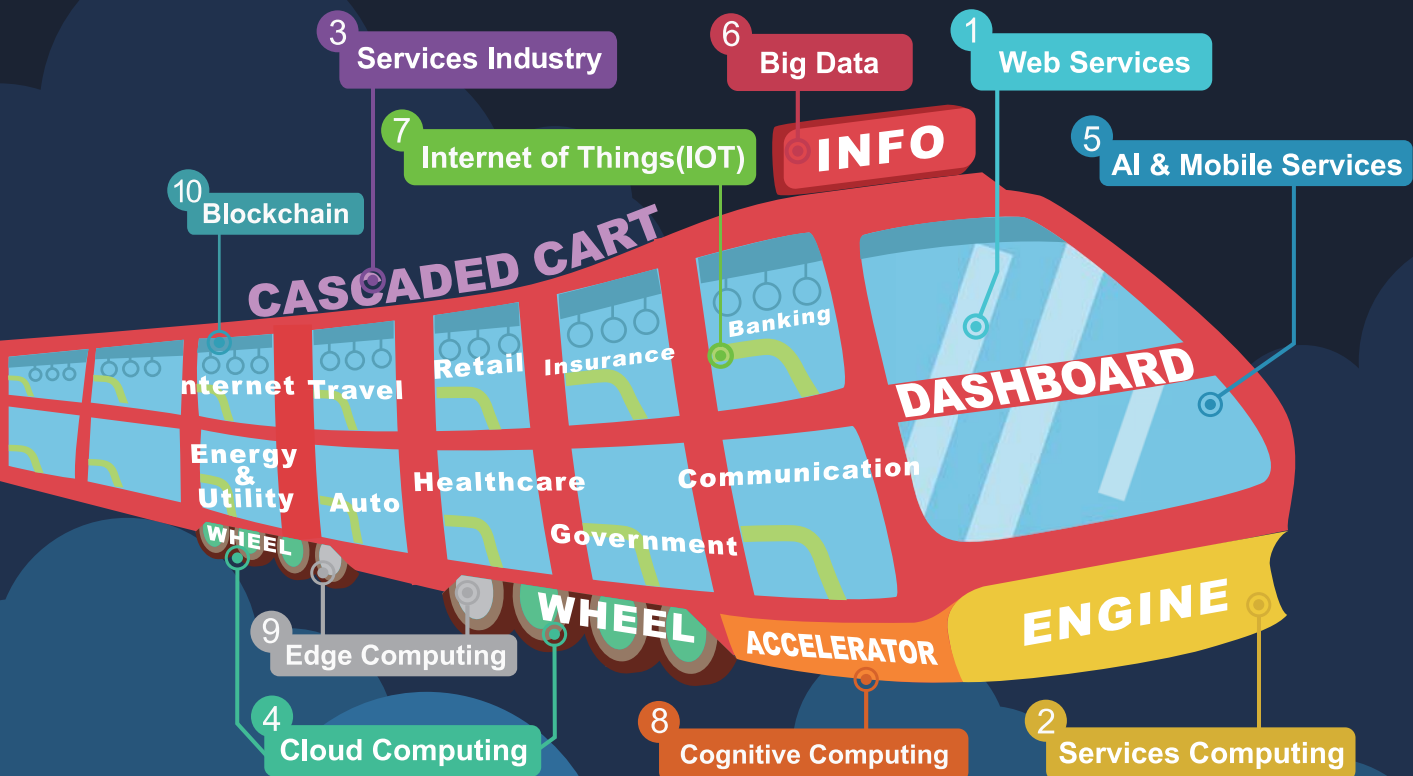 3
Services Industry
6
Big Data
1
Web Services
7
Internet of Things(IOT)
5
AI & Mobile Services
10
Blockchain
INFO
CASCADED CART
Banking
Insurance
Retail
Travel
nternet
DASHBOARD
Energy
&
Utility
Auto
Healthcare
Government
Communication
WHEEL
WHEEL
ACCELERATOR
ENGINE
9
Edge Computing
4
Cloud Computing
8
Cognitive Computing
2
Services Computing